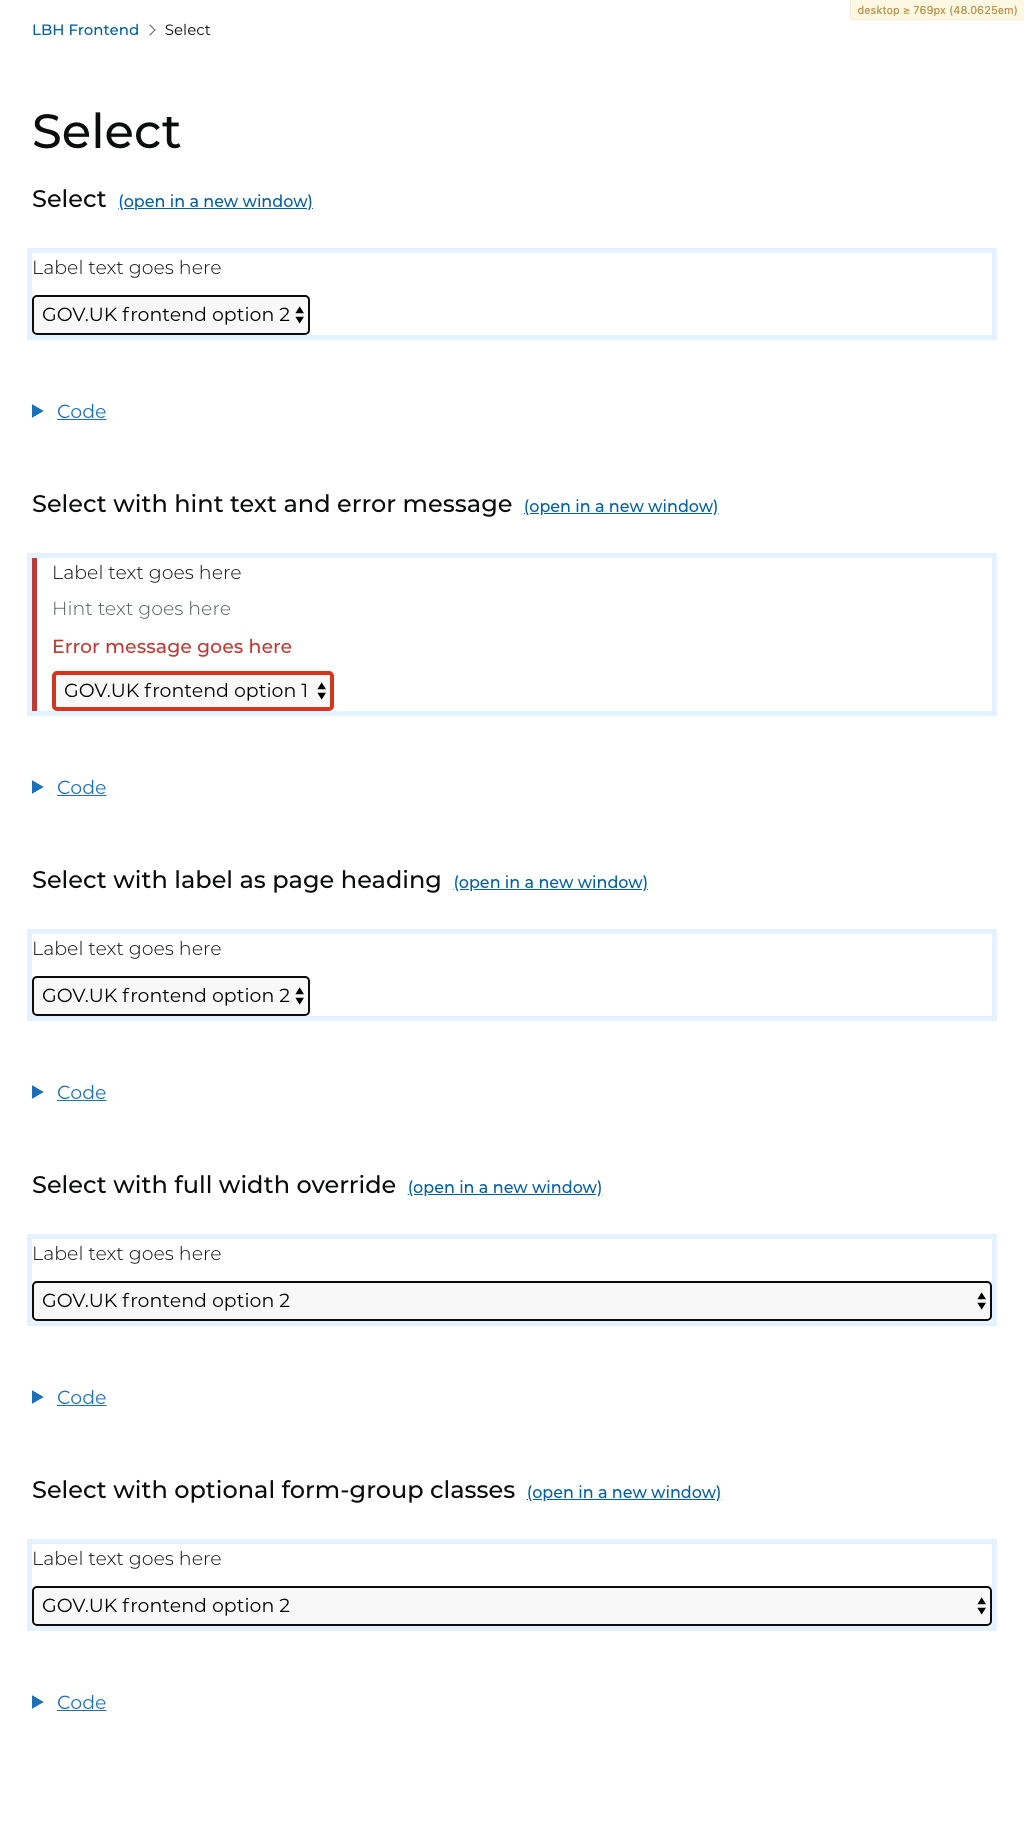 desktop ≥ 769px (48.0625em)
LBH Frontend > Select
Select
Select (open in a new window)
Label text goes here
GOV.UK frontend option 2
Code
Select with hint text and error message (open in a new window)
Label text goes here
Hint text goes here
Error message goes here
GOV.UK frontend option 1
Code
Select with label as page heading (open in a new window)
Label text goes here
GOV.UK frontend option 2
Code
Select with full width override (open in a new window)
Label text goes here
GOV.UK frontend option 2
Code
Select with optional form-group classes (open in a new window)
Label text goes here
GOV.UK frontend option 2
Code